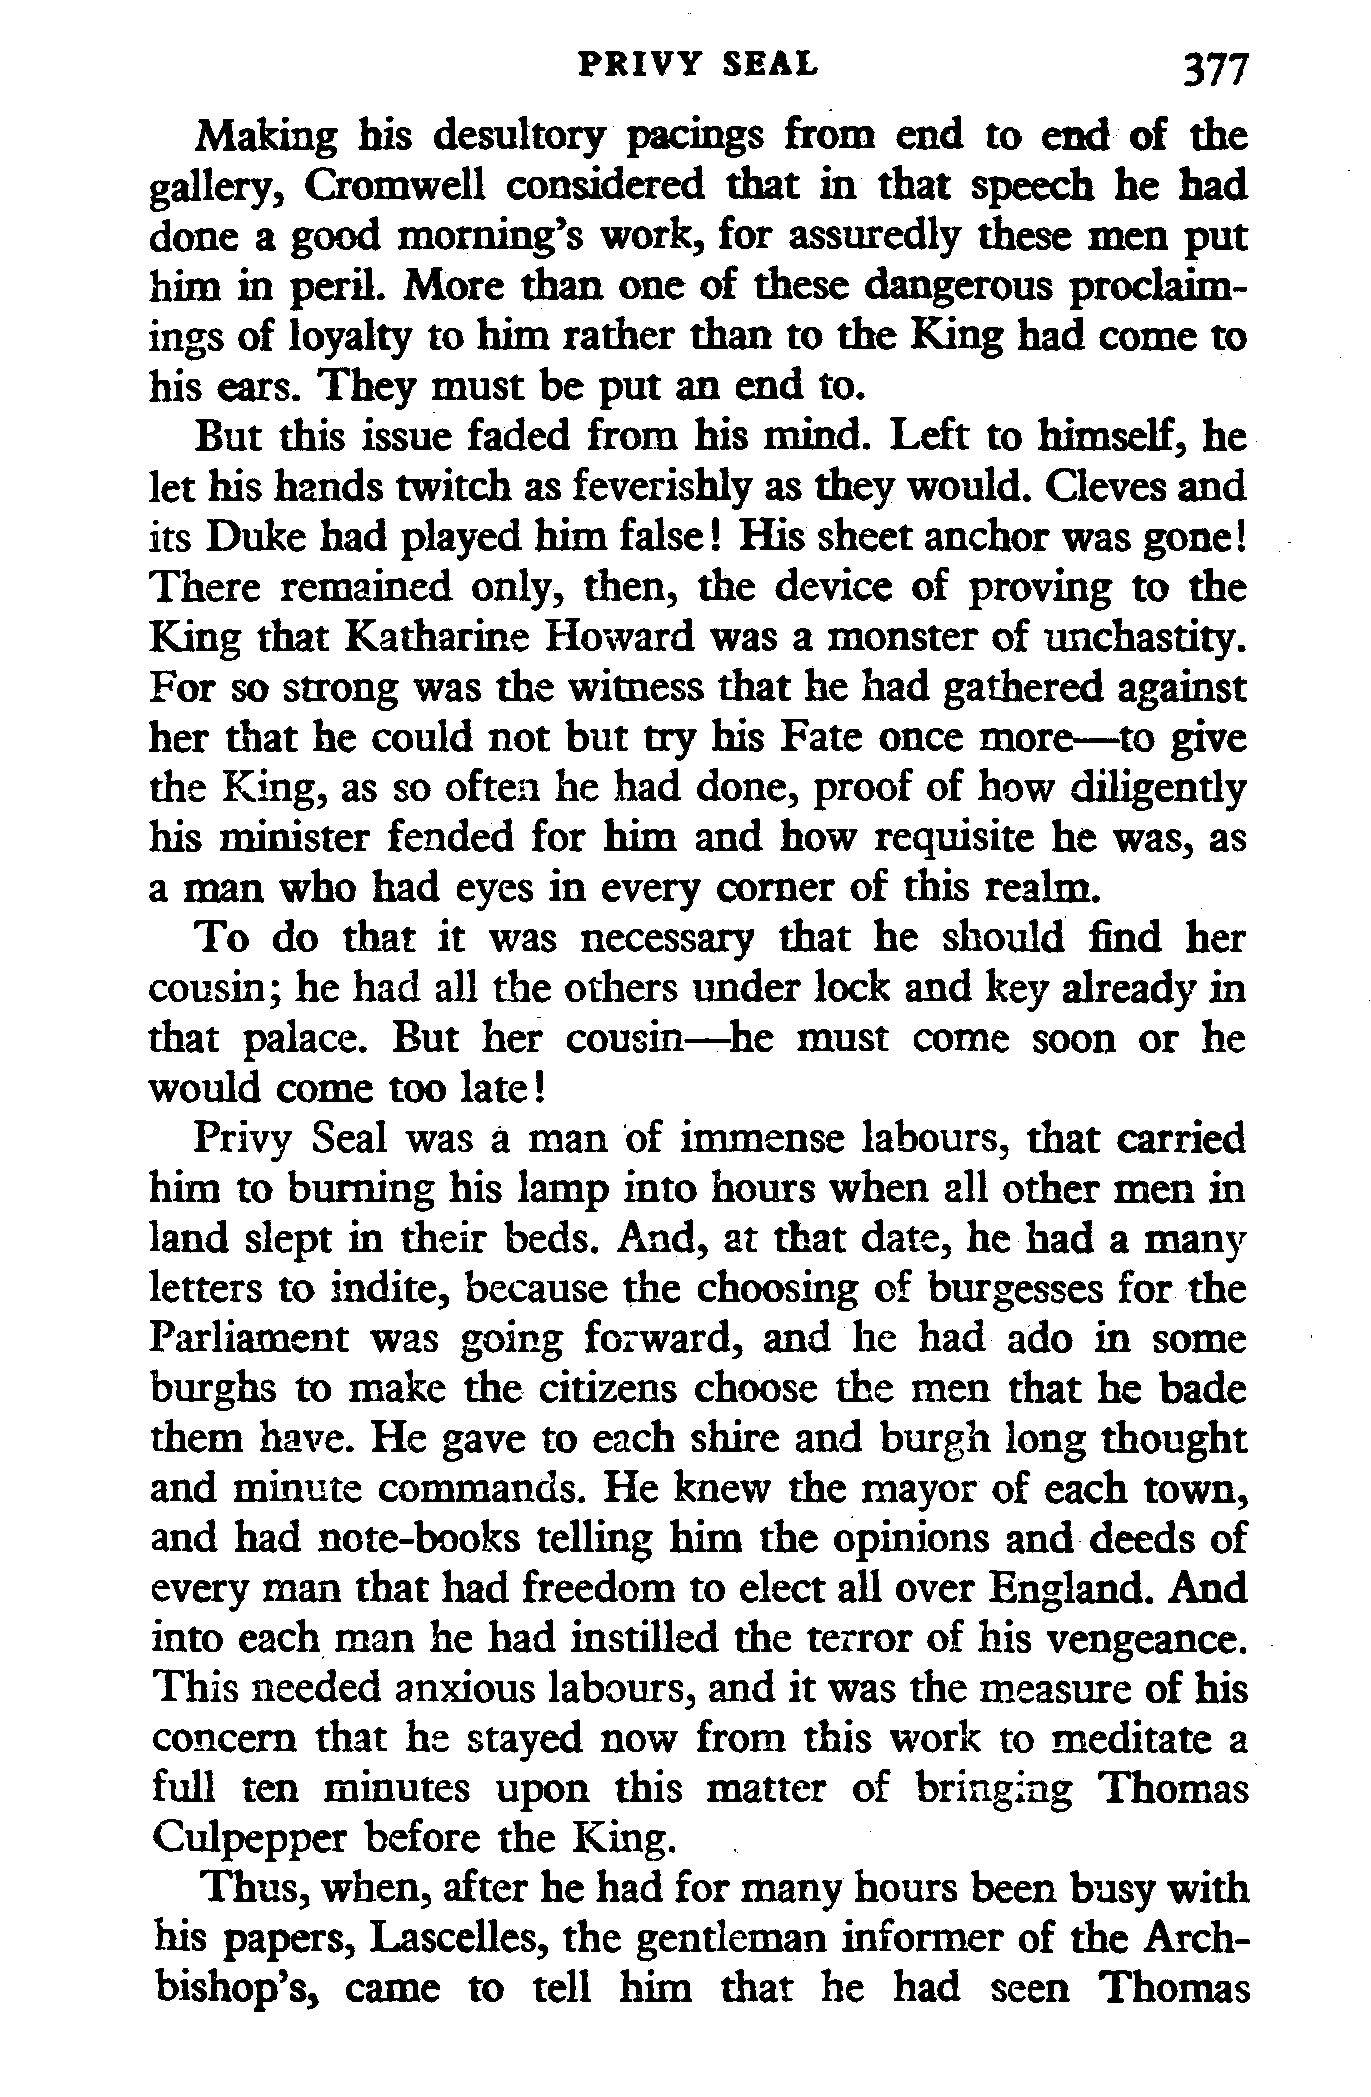 PRIVY SEAL 377
Making his desultory pacings from end to end of the
gallery, Cromwell considered that in that speech he had
done a good morning's work, for assuredly these men put
him in peril. More than one of these dangerous proclaim-
ings of loyalty to him rather than to the King had come to
his ears. They must be put an end to.
But this issue faded from his mind. Left to himself, he
let his hands twitch as feverishly as they would. Cleves and
its Duke had played him false! His sheet anchor was gone!
There remained only, then, the device of proving to the
King that Katharine Howard was a monster of unchastity.
For so strong was the witness that he had gathered against
her that he could not but try his Fate once more—to give
the King, as so often he had done, proof of how diligently
his minister fended for him and how requisite he was, as
a man who had eyes in every corner of this realm.
To do that it was necessary that he should find her
cousin; he had all the others under lock and key already in
that palace. But her cousin—he must come soon or he
would come too late!
Privy Seal was a man of immense labours, that carried
him to burning his lamp into hours when all other men in
land slept in their beds. And, at that date, he had a many
letters to indite, because the choosing of burgesses for the
Parliament was going forward, and he had ado in some
burghs to make the citizens choose the men that he bade
them have. He gave to each shire and burgh long thought
and minute commands. He knew the mayor of each town,
and had note-books telling him the opinions and deeds of
every man that had freedom to elect all over England. And
into each man he had instilled the terror of his vengeance.
This needed anxious labours, and it was the measure of his
concern that he stayed now from this work to meditate a
full ten minutes upon this matter of bringing Thomas
Culpepper before the King.
Thus, when, after he had for many hours been busy with
his papers, Lascelles, the gentleman informer of the Arch-
bishop's, came to tell him that he had seen Thomas